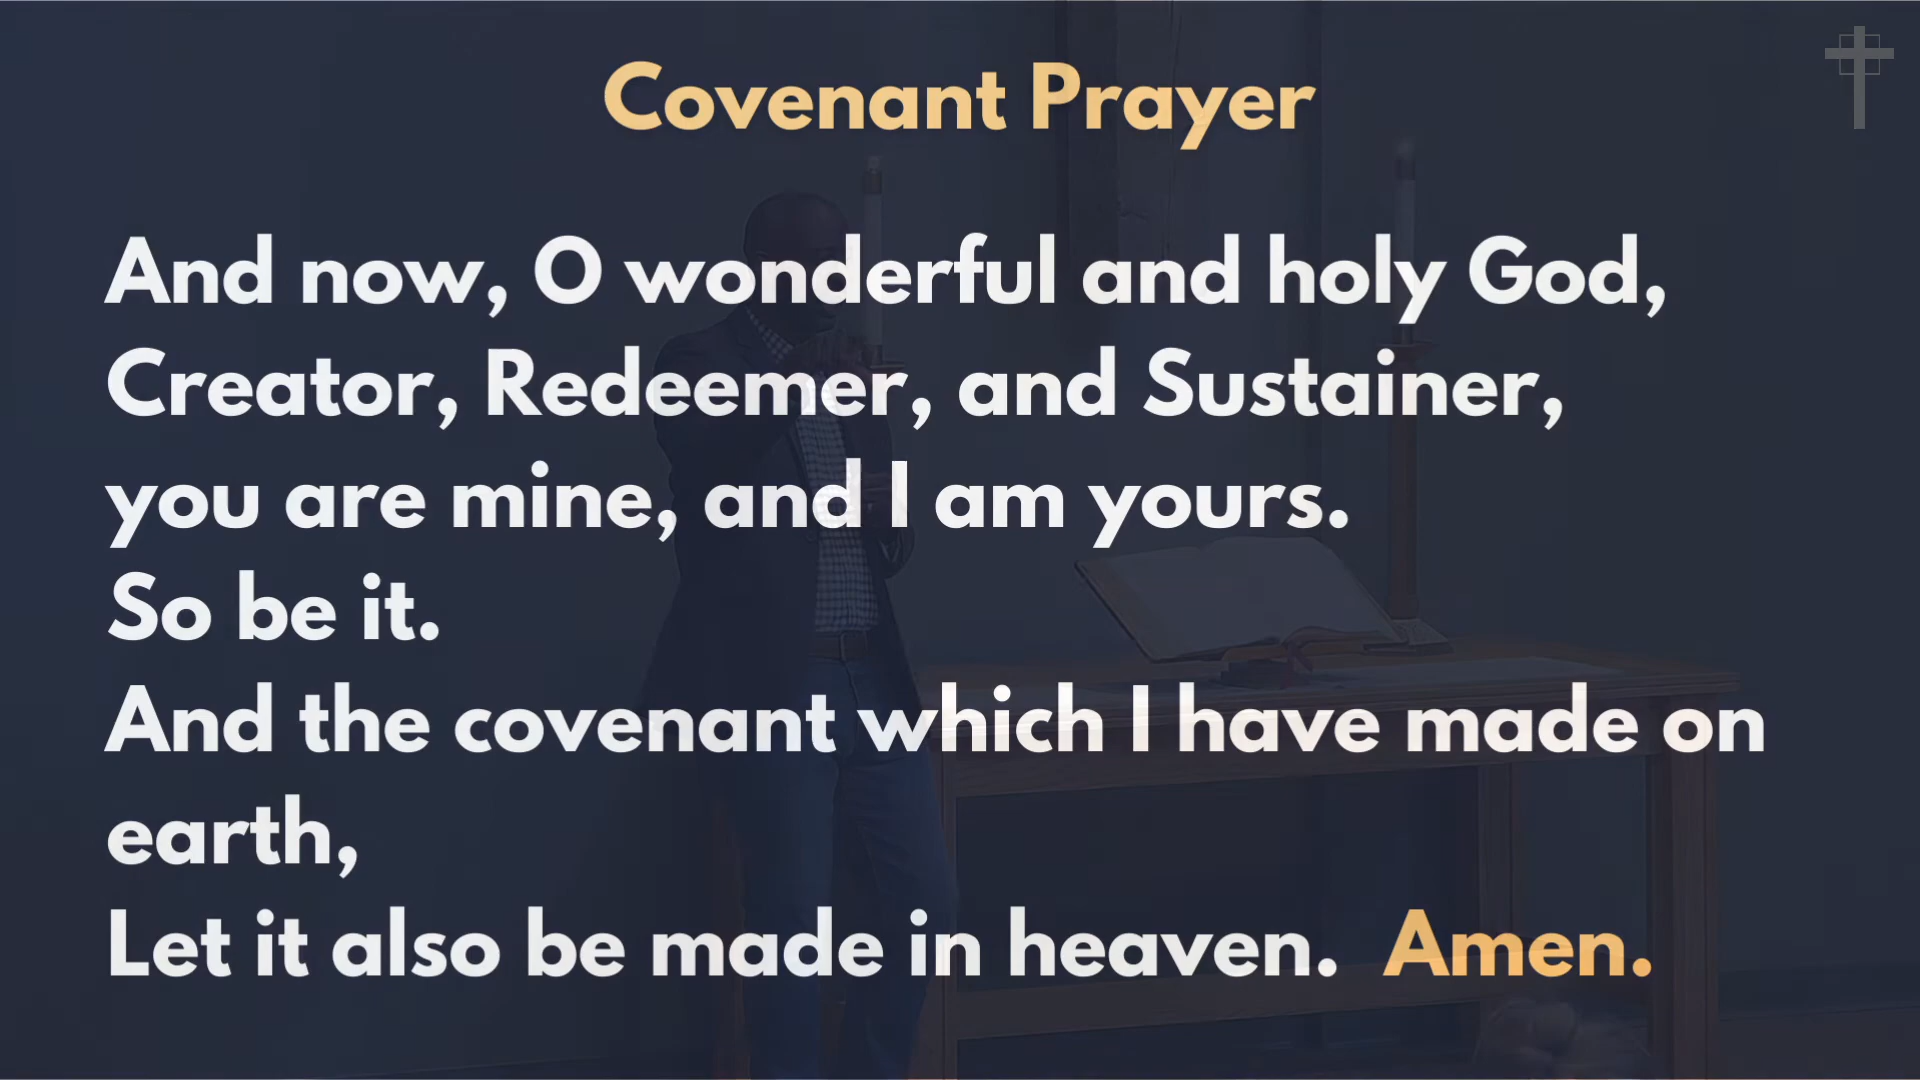 Covenant Prayer
And now, O wonderful and holy God,
Creator, Redeemer, and Sustainer,
you are mine, and I am yours.
So be it.
And the covenant which I have made on
earth,
Let it also be made in heaven.  Amen.